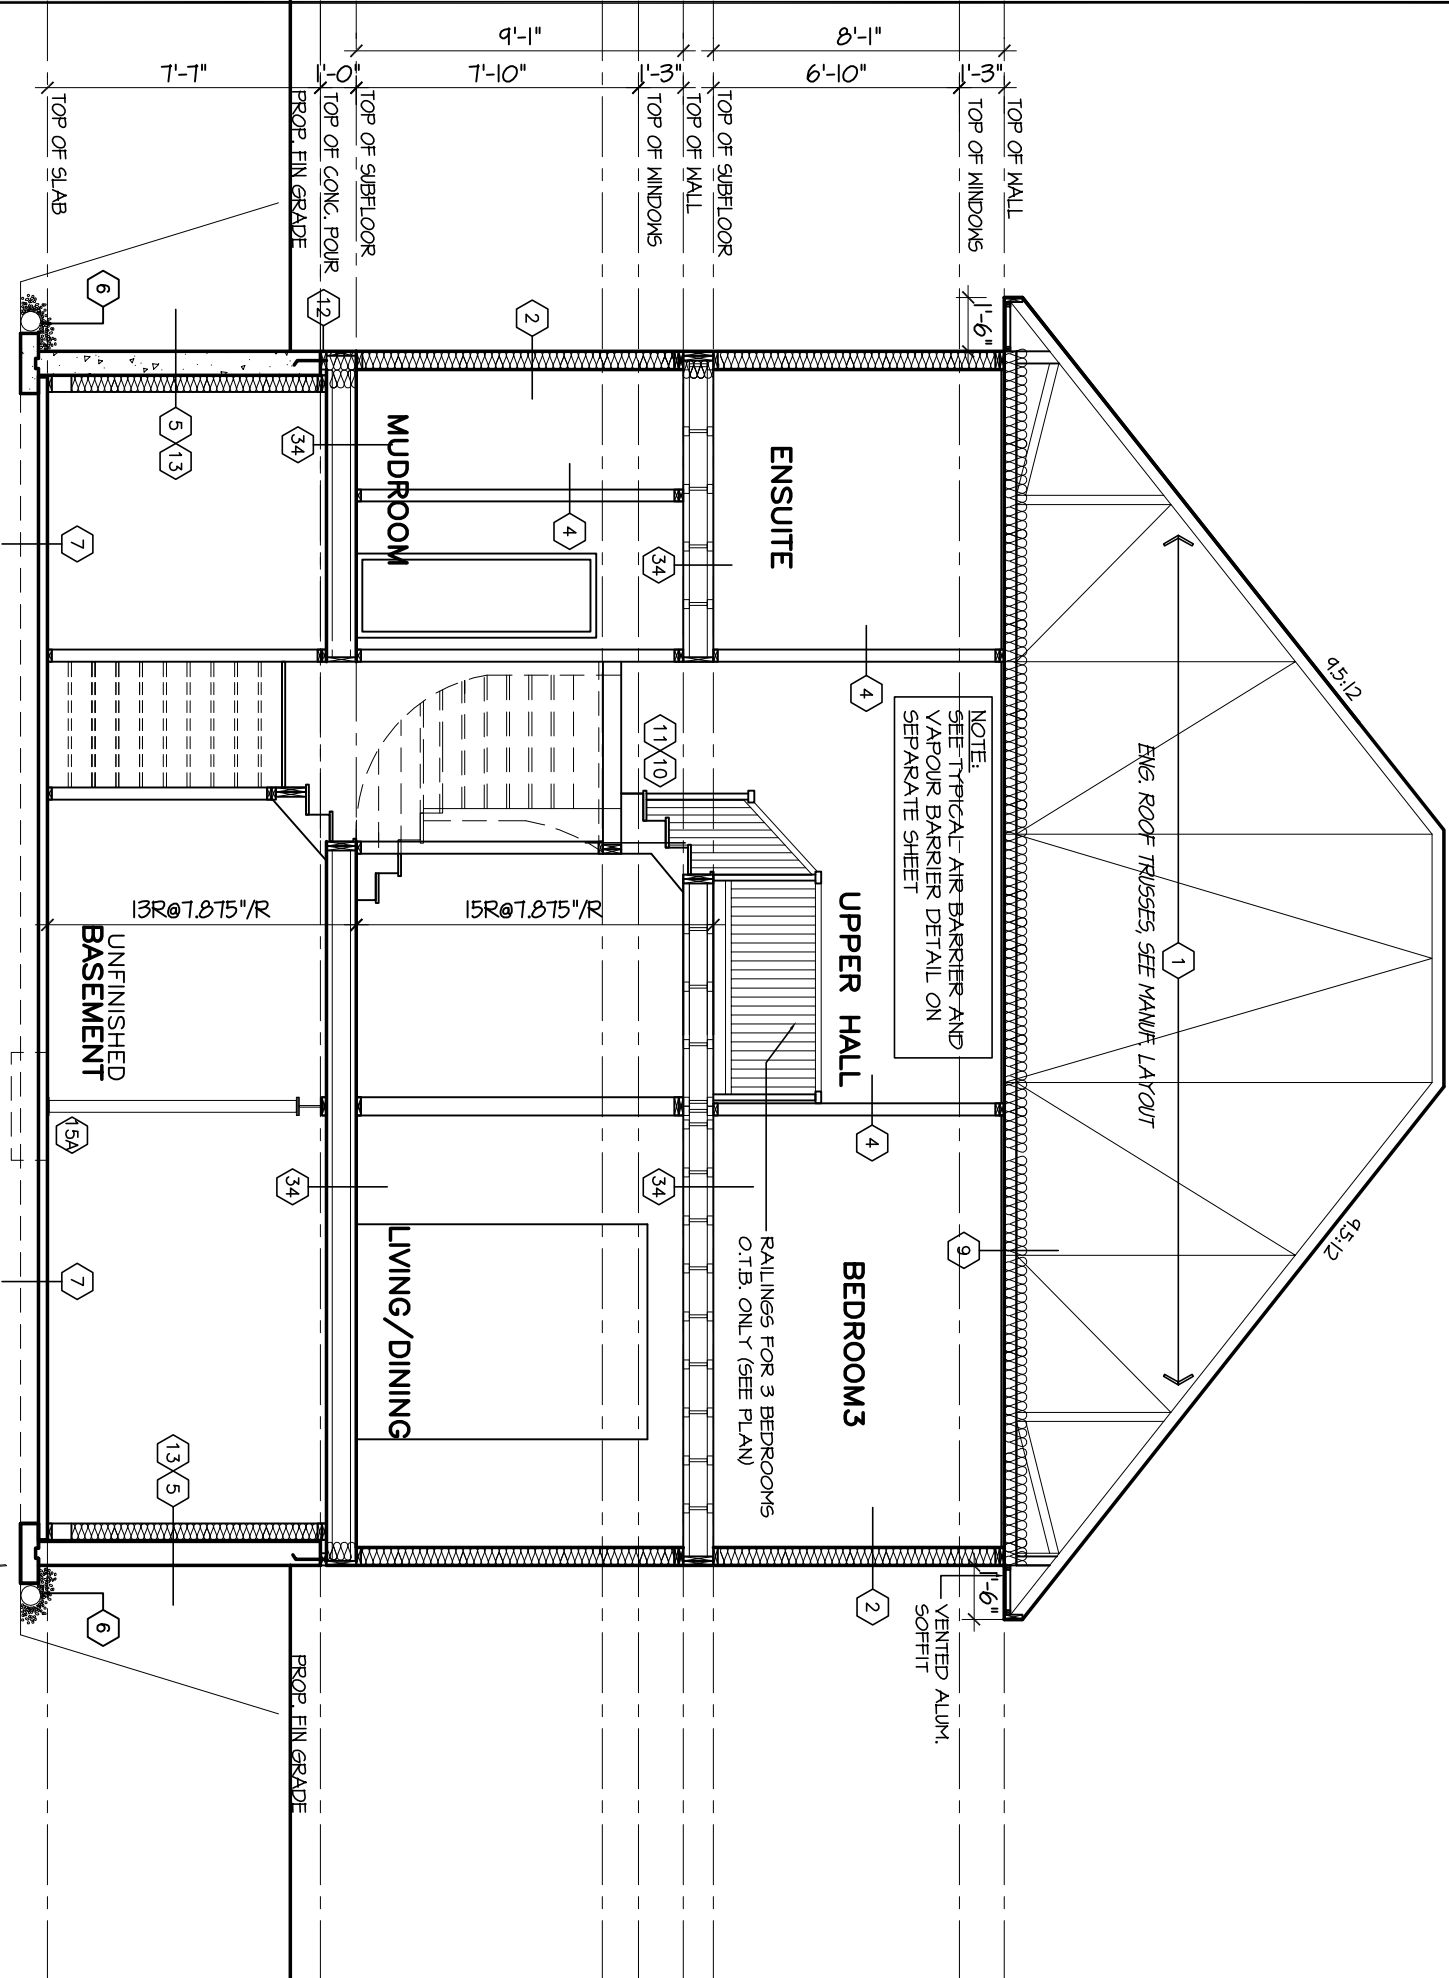 9.5:12
9.5:12
ENG. ROOF TRUSSES, SEE MANUF. LAYOUT
1
9
TOP OF WALL
TOP OF WINDOWS
1'-3"
8'-1"
6'-10"
1'-6"
1'-6"
VENTED ALUM.
SOFFIT
NOTE:
SEE TYPICAL AIR BARRIER AND
VAPOUR BARRIER DETAIL ON
SEPARATE SHEET
ENSUITE
4
UPPER HALL
4
BEDROOM3
2
RAILINGS FOR 3 BEDROOMS
O.T.B. ONLY (SEE PLAN)
TOP OF SUBFLOOR
TOP OF WALL
TOP OF WINDOWS
1'-3"
9'-1"
7'-10"
34
11
10
34
2
4
15R@7.875"/R
MUDROOM
LIVING/DINING
TOP OF SUBFLOOR
TOP OF CONC. POUR
PROP. FIN GRADE
1'-0"
12
34
34
PROP. FIN GRADE
7'-7"
5
13
13
5
13R@7.875"/R
UNFINISHED
BASEMENT
15A
6
7
7
6
TOP OF SLAB